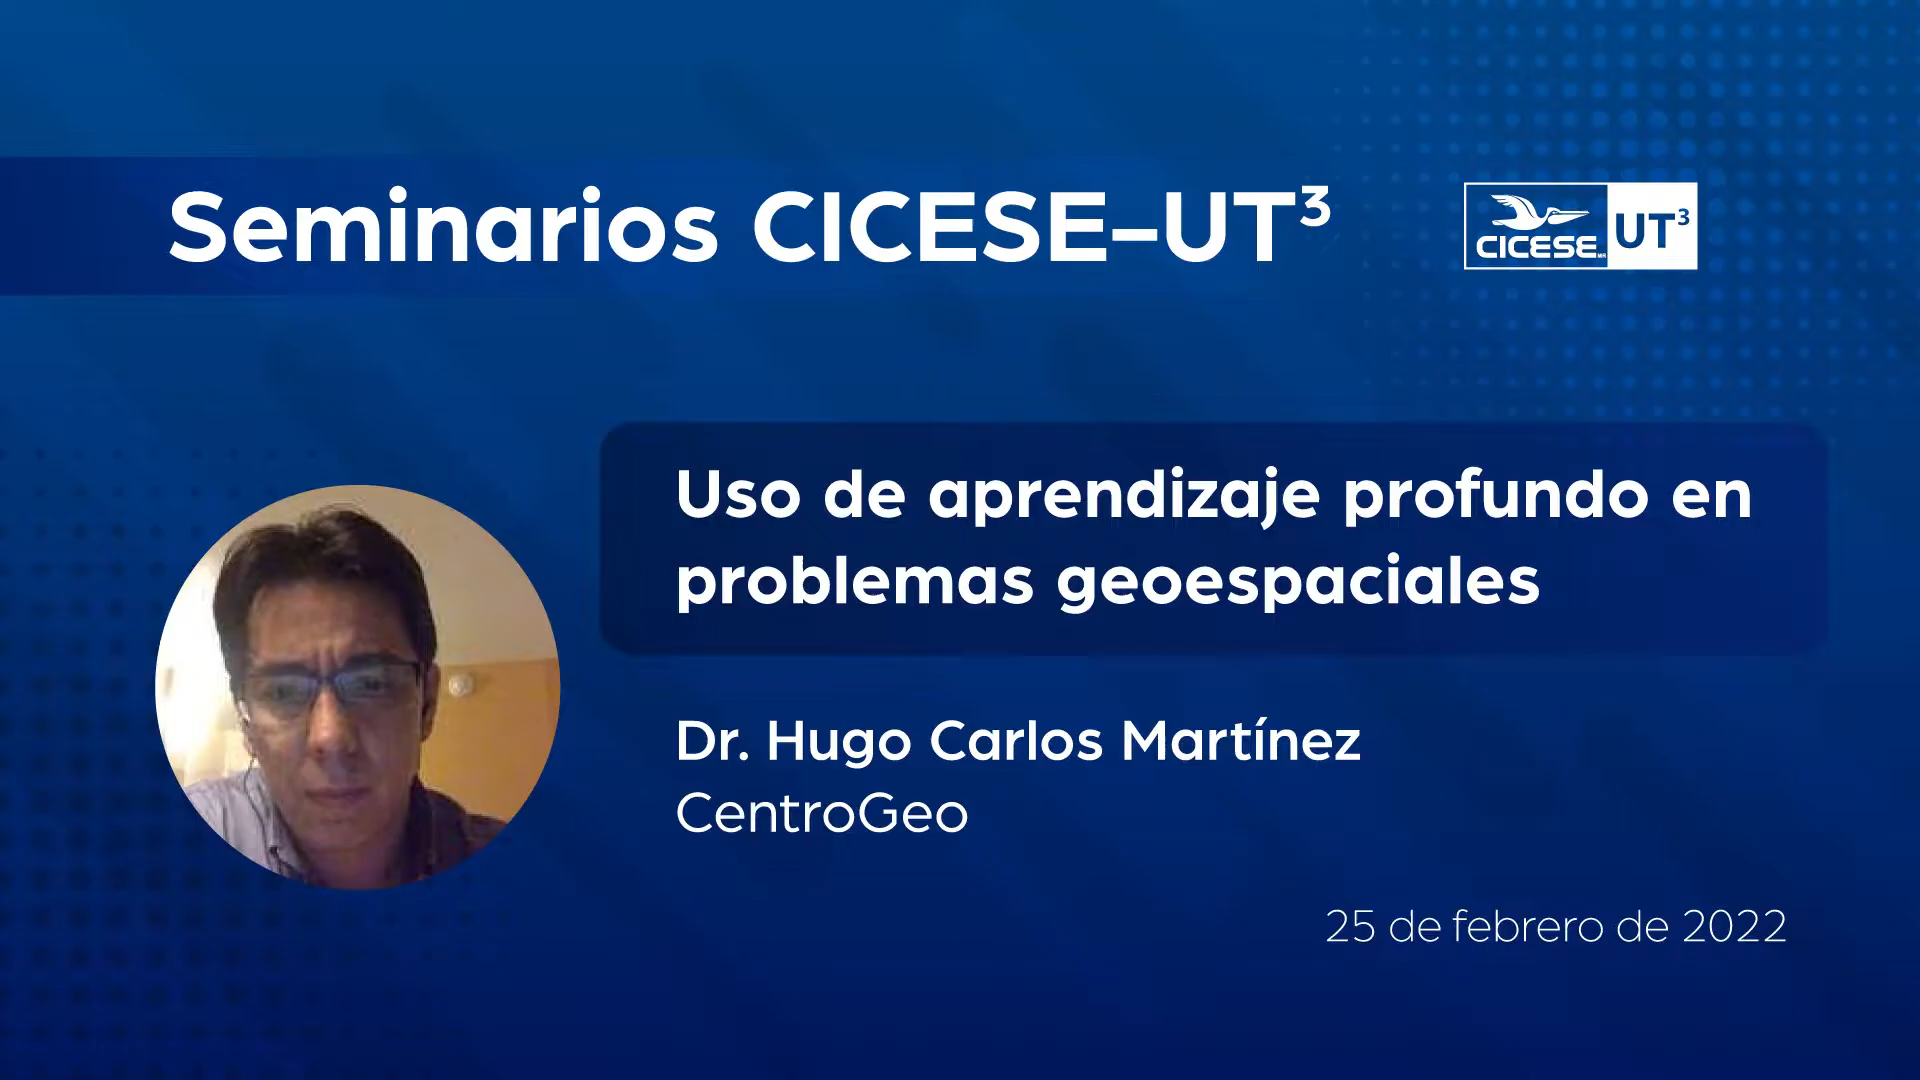 Seminarios CICESE-UT³
CICESE UT³
Uso de aprendizaje profundo en
problemas geoespaciales
Dr. Hugo Carlos Martínez
CentroGeo
25 de febrero de 2022